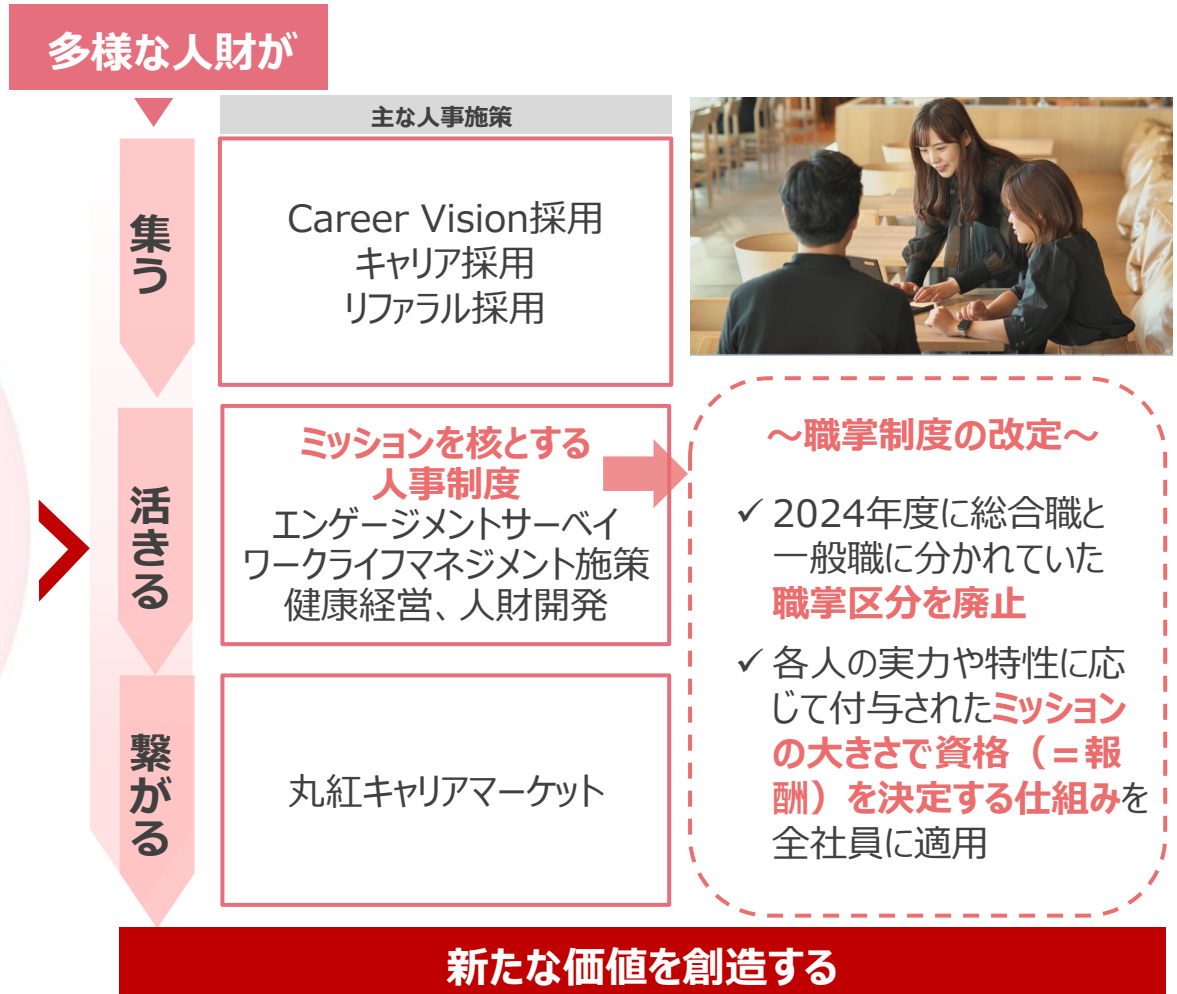 多様な人財が
主な人事施策
集う
Career Vision採用
キャリア採用
リファラル採用
活きる
ミッションを核とする
人事制度
エンゲージメントサーベイ
ワークライフマネジメント施策
健康経営、人財開発
～職掌制度の改定～
✓ 2024年度に総合職と
一般職に分かれていた
職掌区分を廃止
✓ 各人の実力や特性に応
じて付与されたミッション
の大きさで資格（＝報
酬）を決定する仕組みを
全社員に適用
繋がる
丸紅キャリアマーケット
新たな価値を創造する